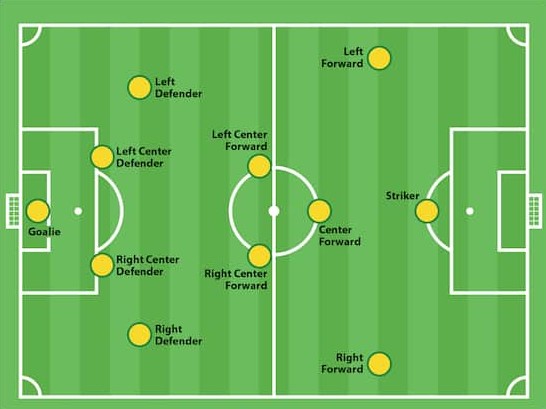 Left
Forward
Left
Defender
Left Center
Forward
Left Center
Defender
Striker
Goalie
Center
Forward
Right Center
Defender
Right Center
Forward
Right
Defender
Right
Forward